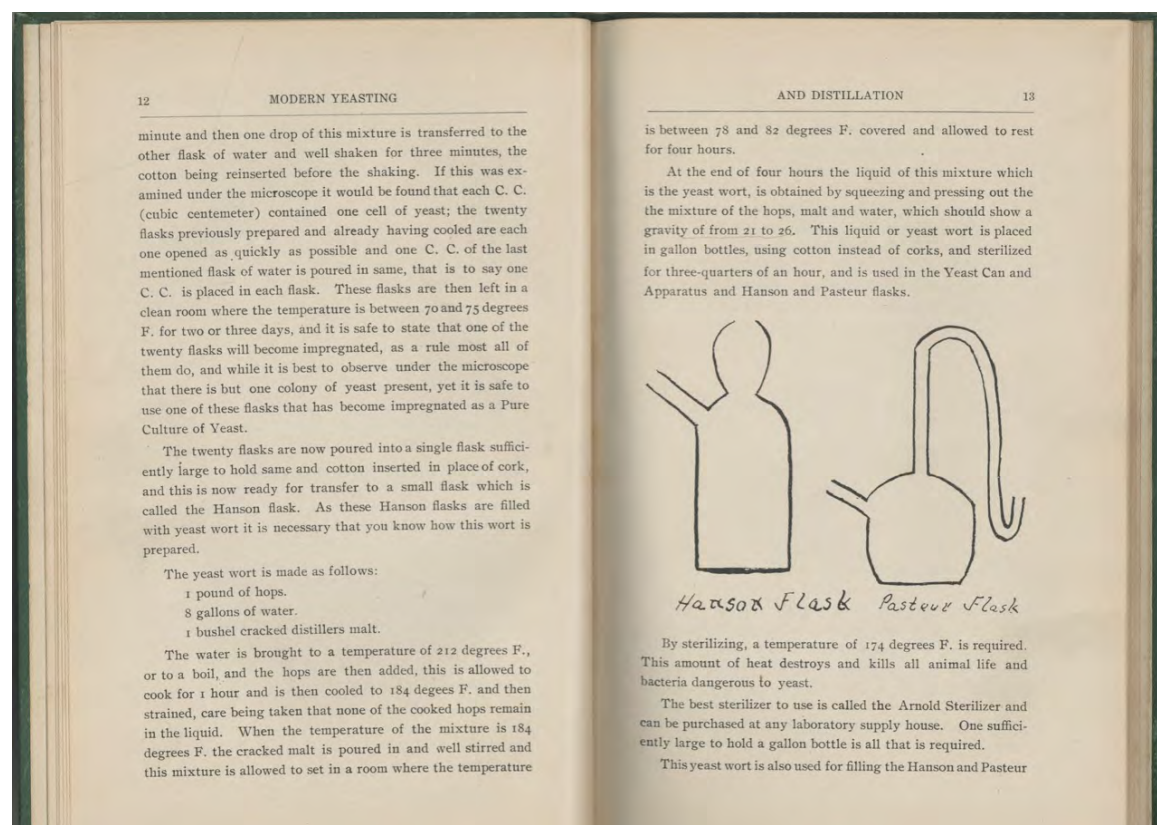 12
MODERN YEASTING
minute and then one drop of this mixture is transferred to the
other flask of water and well shaken for three minutes, the
cotton being reinserted before the shaking. If this was ex-
amined under the microscope it would be found that each C. C.
(cubic centemeter) contained one cell of yeast; the twenty
flasks previously prepared and already having cooled are each
one opened as quickly as possible and one C. C. of the last
mentioned flask of water is poured in same, that is to say one
C. C. is placed in each flask. These flasks are then left in a
clean room where the temperature is between 70 and 75 degrees
F. for two or three days, and it is safe to state that one of the
twenty flasks will become impregnated, as a rule most all of
them do, and while it is best to observe under the microscope
that there is but one colony of yeast present, yet it is safe to
use one of these flasks that has become impregnated as a Pure
Culture of Yeast.
The twenty flasks are now poured into a single flask suffici-
ently large to hold same and cotton inserted in place of cork,
and this is now ready for transfer to a small flask which is
called the Hanson flask. As these Hanson flasks are filled
with yeast wort it is necessary that you know how this wort is
prepared.
The yeast wort is made as follows:
1 pound of hops.
8 gallons of water.
1 bushel cracked distillers malt.
The water is brought to a temperature of 212 degrees F.,
or to a boil, and the hops are then added, this is allowed to
cook for 1 hour and is then cooled to 184 degees F. and then
strained, care being taken that none of the cooked hops remain
in the liquid. When the temperature of the mixture is 184
degrees F. the cracked malt is poured in and well stirred and
this mixture is allowed to set in a room where the temperature
AND DISTILLATION
13
is between 78 and 82 degrees F. covered and allowed to rest
for four hours.
At the end of four hours the liquid of this mixture which
is the yeast wort, is obtained by squeezing and pressing out the
the mixture of the hops, malt and water, which should show a
gravity of from 21 to 26. This liquid or yeast wort is placed
in gallon bottles, using cotton instead of corks, and sterilized
for three-quarters of an hour, and is used in the Yeast Can and
Apparatus and Hanson and Pasteur flasks.
Hanson Flask
Pasteur Flask
By sterilizing, a temperature of 174 degrees F. is required.
This amount of heat destroys and kills all animal life and
bacteria dangerous to yeast.
The best sterilizer to use is called the Arnold Sterilizer and
can be purchased at any laboratory supply house. One suffici-
ently large to hold a gallon bottle is all that is required.
This yeast wort is also used for filling the Hanson and Pasteur